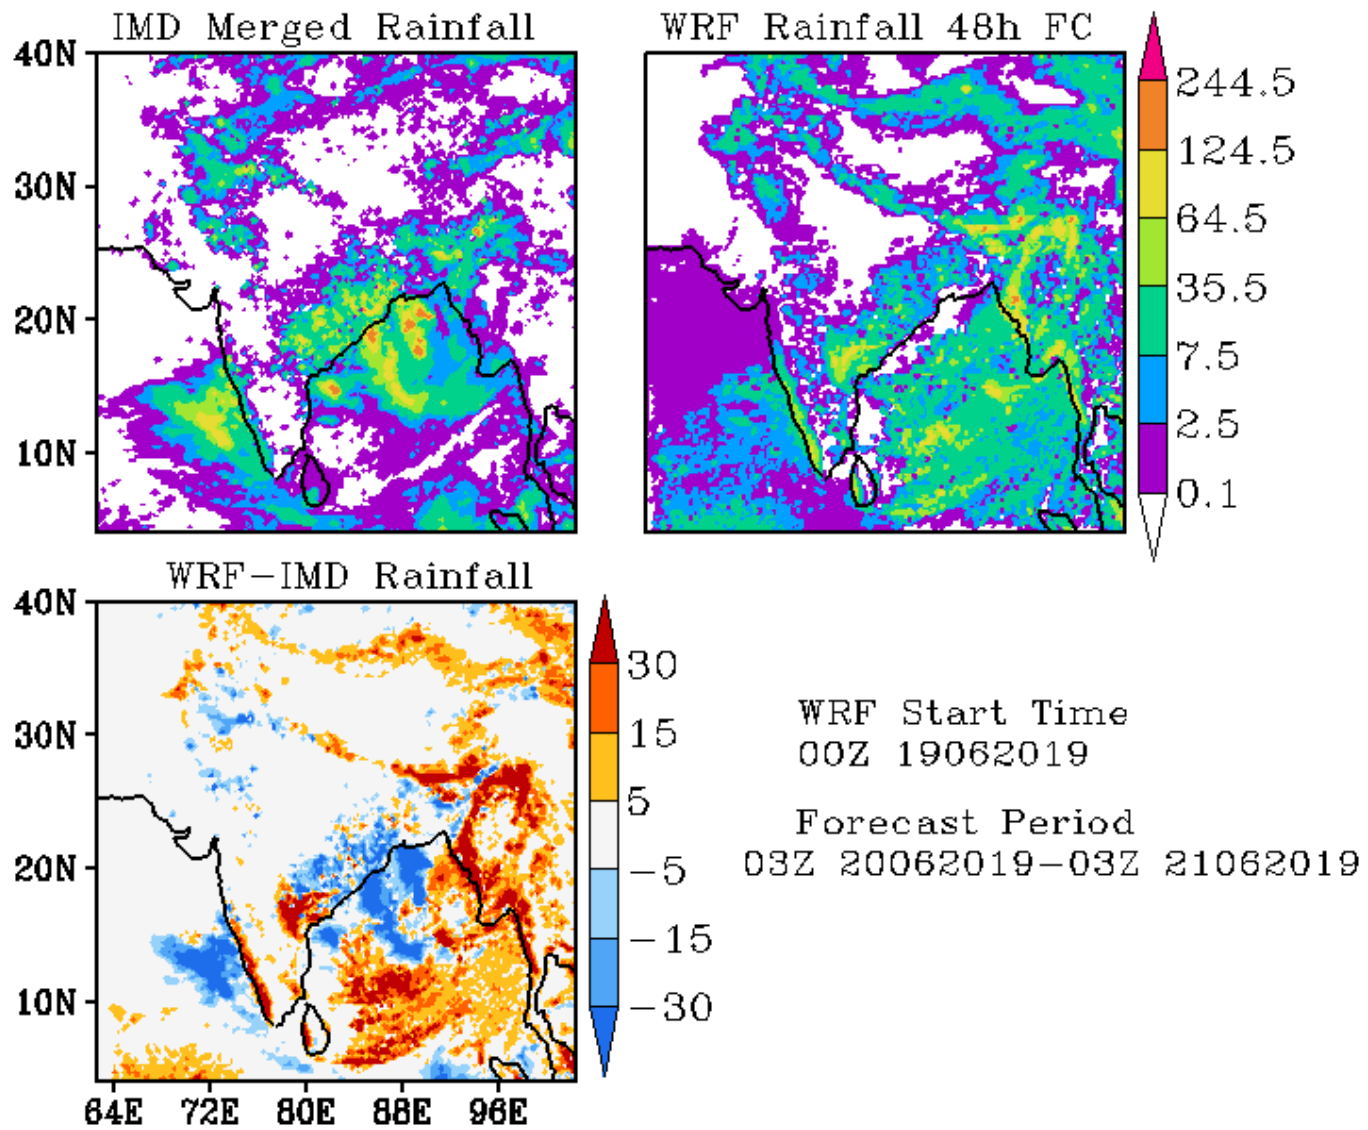 IMD Merged Rainfall
WRF Rainfall 48h FC
40N
30N
20N
10N
244.5
124.5
64.5
35.5
7.5
2.5
0.1
WRF-IMD Rainfall
40N
30N
20N
10N
64E 72E 80E 88E 96E
30
15
5
-5
-15
-30
WRF Start Time
00Z 19062019
Forecast Period
03Z 20062019-03Z 21062019